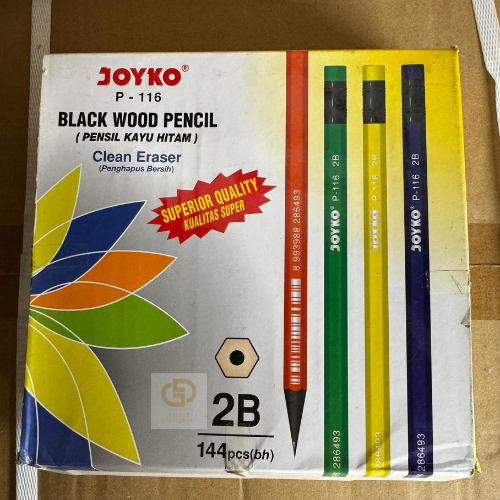 JOYKO®
P - 116
BLACK WOOD PENCIL
( PENSIL KAYU HITAM )
Clean Eraser
(Penghapus Bersih)
SUPERIOR QUALITY
KUALITAS SUPER
2B
144pcs(bh)
8 993988 286493
JOYKO® P - 116 2B
286493
JOYKO® P - 116 2B
286493
JOYKO® P - 116 2B
286493